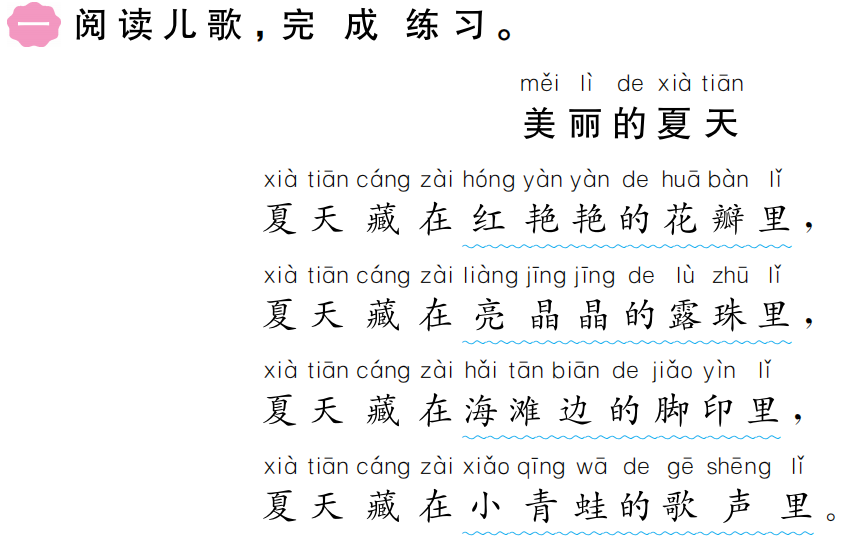 一 阅读儿歌，完成练习。
měi lì de xià tiān
美丽的夏天
xià tiān cáng zài hóng yàn yàn de huā bàn lǐ
夏天藏在红艳艳的花瓣里，
xià tiān cáng zài liàng jīng jīng de lù zhū lǐ
夏天藏在亮晶晶的露珠里，
xià tiān cáng zài hǎi tān biān de jiǎo yìn lǐ
夏天藏在海滩边的脚印里，
xià tiān cáng zài xiǎo qīng wā de gē shēng lǐ
夏天藏在小青蛙的歌声里。